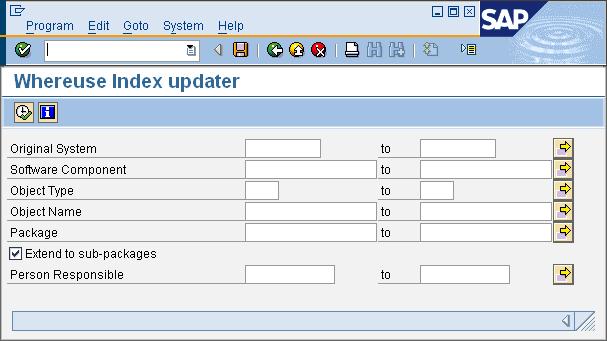 Program Edit Goto System Help
SAP
Whereuse Index updater
Original System to
Software Component to
Object Type to
Object Name to
Package to
Extend to sub-packages
Person Responsible to